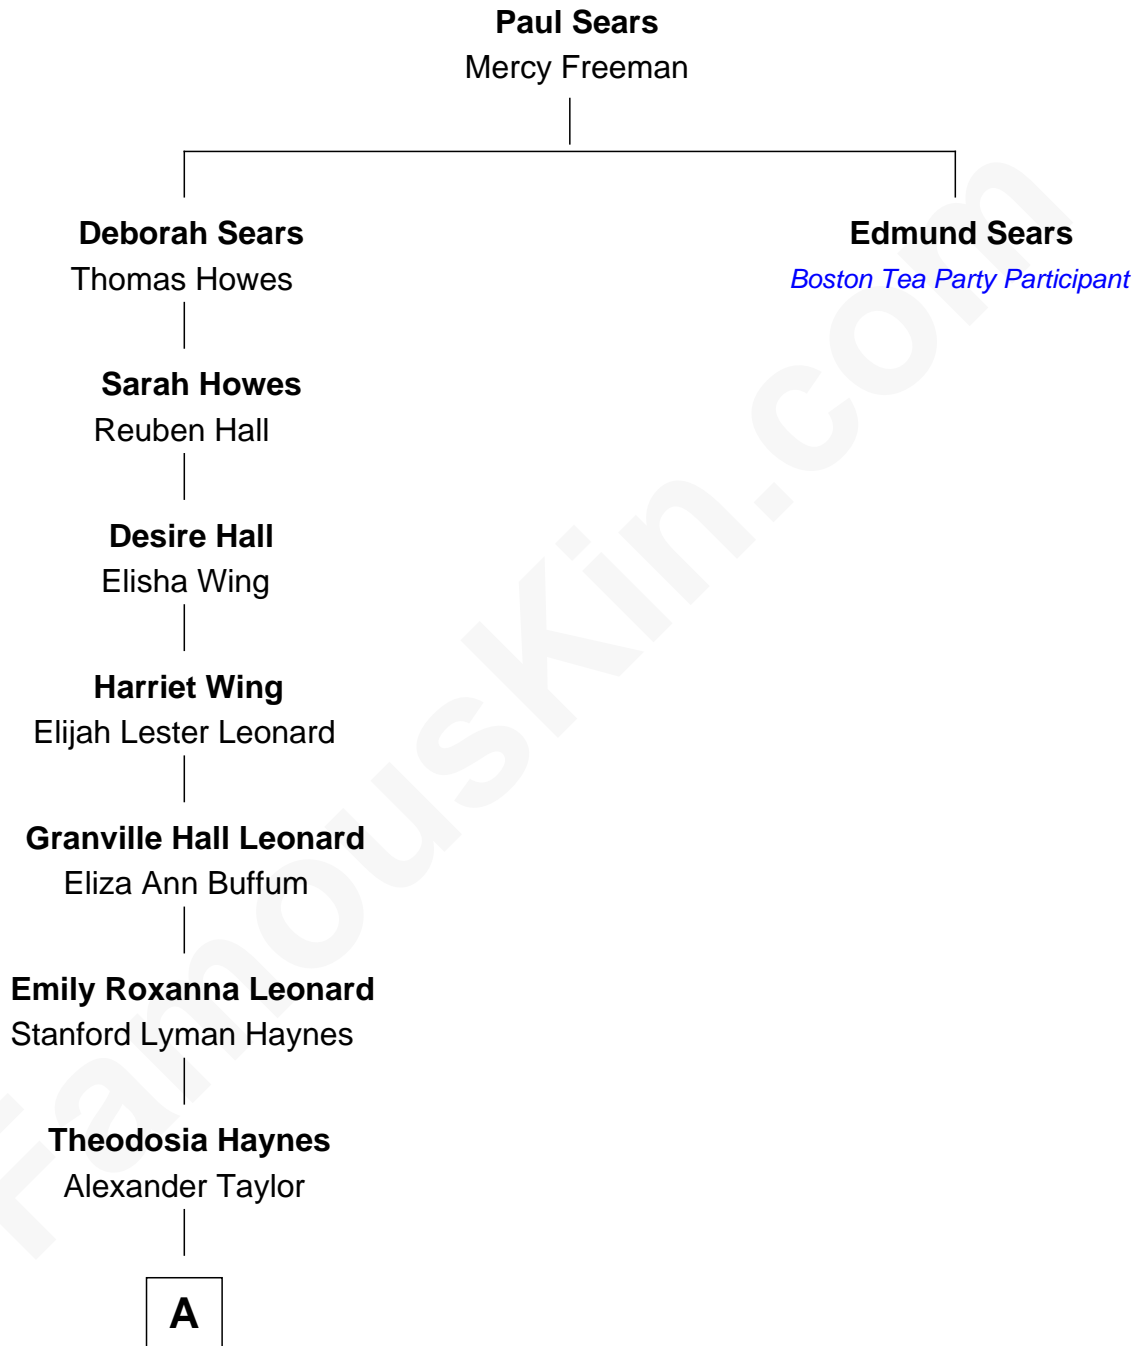 Paul Sears
Mercy Freeman
Deborah Sears
Edmund Sears
Thomas Howes
Boston Tea Party Participant
Sarah Howes
Reuben Hall
Desire Hall
Elisha Wing
Harriet Wing
Elijah Lester Leonard
Granville Hall Leonard
Eliza Ann Buffum
Emily Roxanna Leonard
Stanford Lyman Haynes
Theodosia Haynes
Alexander Taylor
A
FamousKin.com